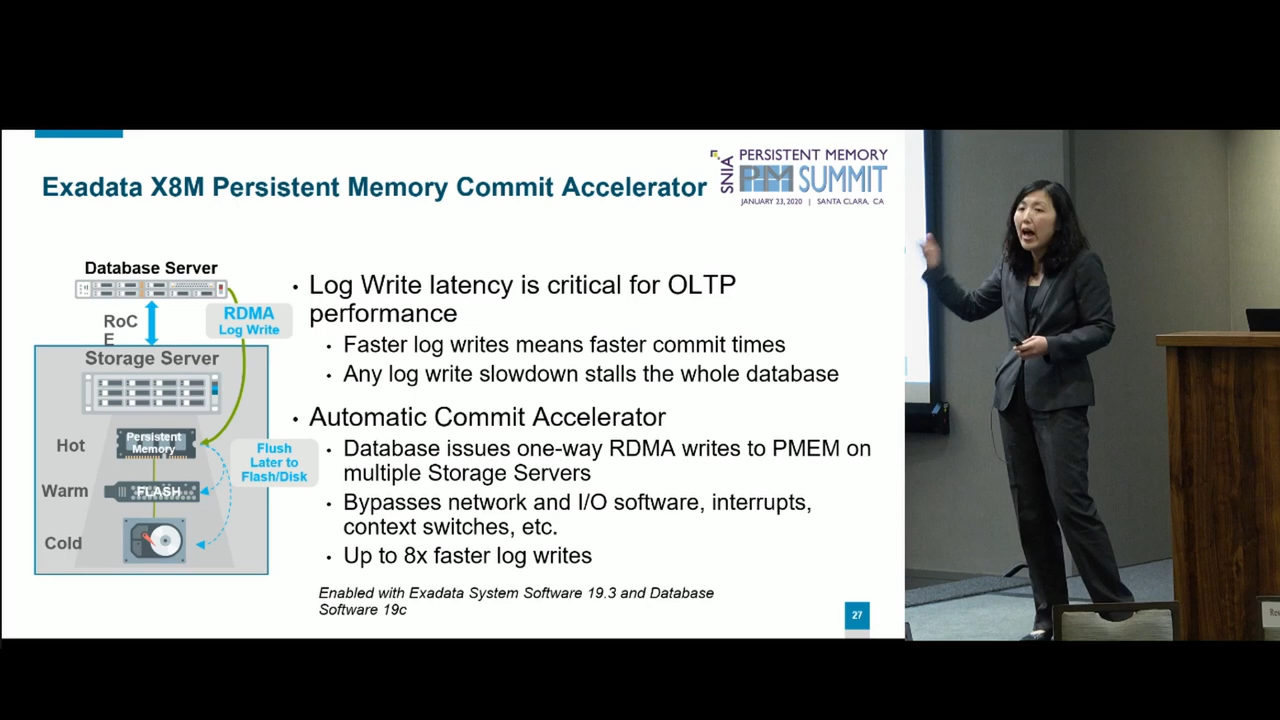 Exadata X8M Persistent Memory Commit Accelerator
SNIA
PERSISTENT MEMORY
PM SUMMIT
JANUARY 23, 2020 | SANTA CLARA, CA
Database Server
RoC
E
RDMA
Log Write
Storage Server
Hot
Persistent
Memory
Flush
Later to
Flash/Disk
Warm
FLASH
Cold
• Log Write latency is critical for OLTP
performance
• Faster log writes means faster commit times
• Any log write slowdown stalls the whole database
• Automatic Commit Accelerator
• Database issues one-way RDMA writes to PMEM on
multiple Storage Servers
• Bypasses network and I/O software, interrupts,
context switches, etc.
• Up to 8x faster log writes
Enabled with Exadata System Software 19.3 and Database
Software 19c
27